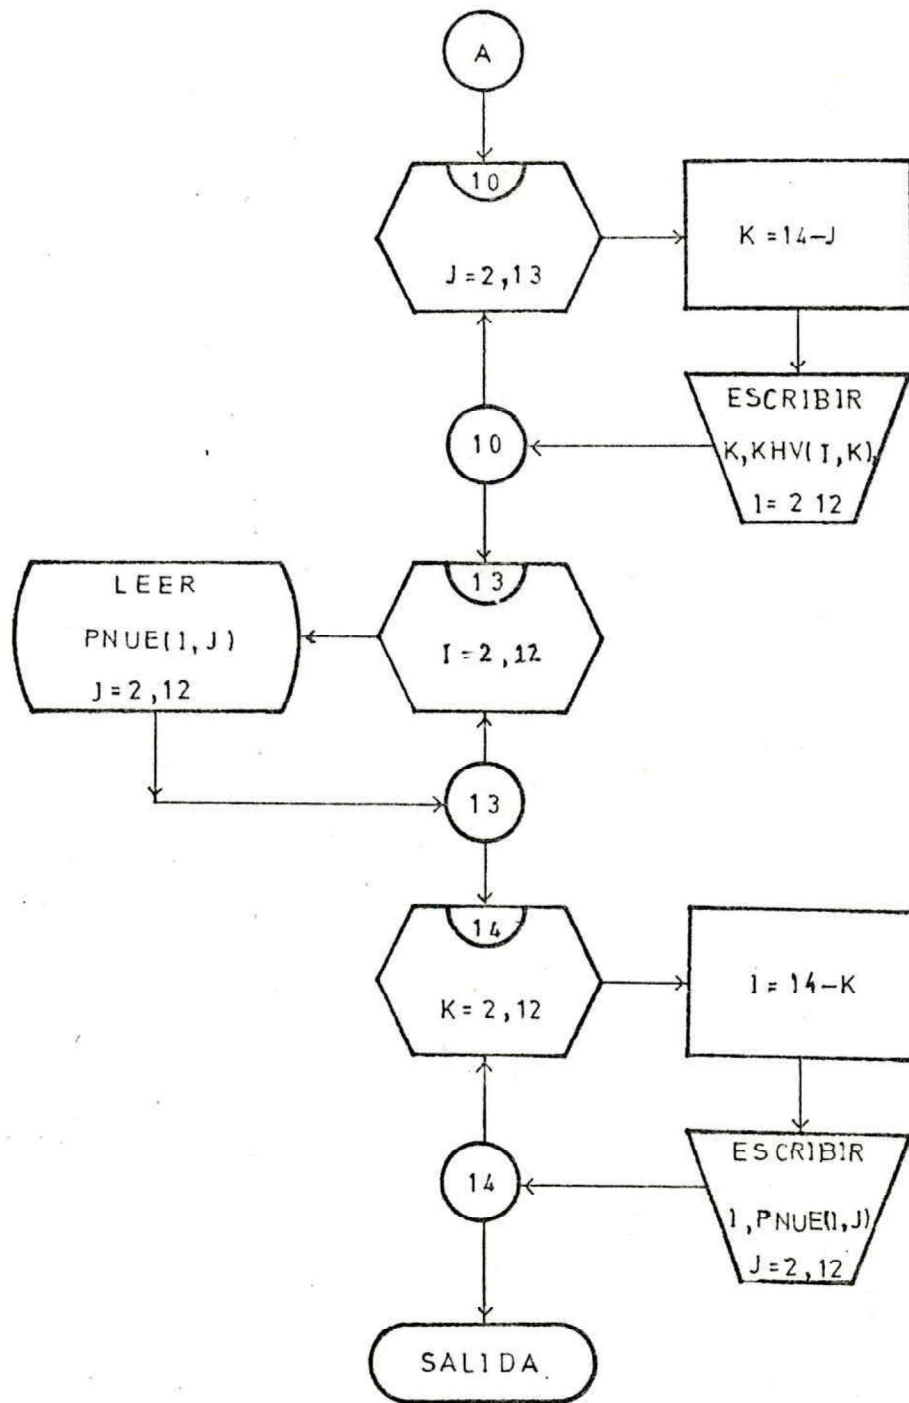 A
10
J=2,13
K=14-J
ESCRIBIR
K,KHV(I,K),
I=2 12
10
13
I=2,12
LEER
PNUE(I,J)
J=2,12
13
14
K=2,12
I=14-K
ESCRIBIR
I,PNUE(I,J)
J=2,12
14
SALIDA